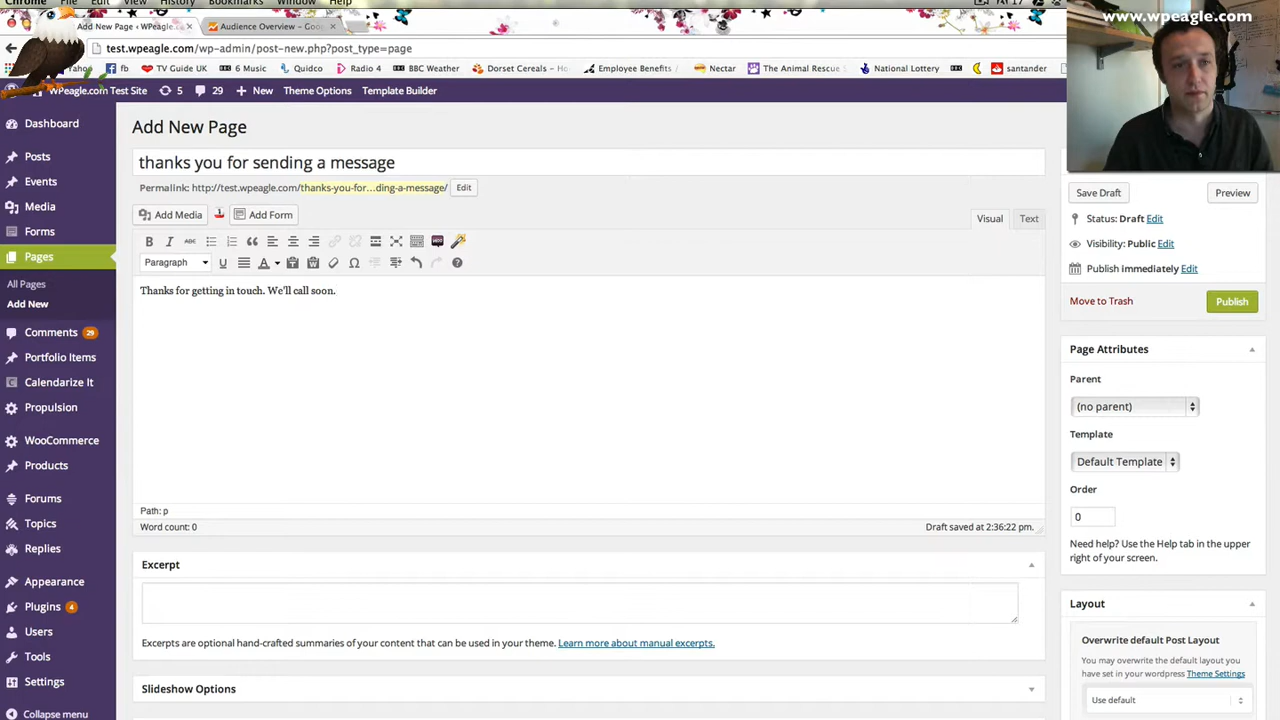 Chrome File Edit View History Bookmarks Window Help
www.wpeagle.com
Add New Page ‹ WPeagle.c
Audience Overview –
test.wpeagle.com/wp-admin/post-new.php?post_type=page
Yahoo fb TV Guide UK 6 Music Quidco Radio 4 BBC Weather Dorset Cereals – Ho Employee Benefits / Nectar The Animal Rescue S National Lottery santander
WPeagle.com Test Site 5 29 + New Theme Options Template Builder
Dashboard
Posts
Events
Media
Forms
Pages
All Pages
Add New
Comments 29
Portfolio Items
Calendarize It
Propulsion
WooCommerce
Products
Forums
Topics
Replies
Appearance
Plugins 4
Users
Tools
Settings
Collapse menu
Add New Page
thanks you for sending a message
Permalink: http://test.wpeagle.com/thanks-you-for…ding-a-message/ Edit
Add Media Add Form
Visual Text
B I ABC
Paragraph U A
Thanks for getting in touch. We'll call soon.
Path: p
Word count: 0
Draft saved at 2:36:22 pm.
Excerpt
Excerpts are optional hand-crafted summaries of your content that can be used in your theme. Learn more about manual excerpts.
Slideshow Options
Save Draft Preview
Status: Draft Edit
Visibility: Public Edit
Publish immediately Edit
Move to Trash Publish
Page Attributes
Parent
(no parent)
Template
Default Template
Order
0
Need help? Use the Help tab in the upper
right of your screen.
Layout
Overwrite default Post Layout
You may overwrite the default layout you
have set in your wordpress Theme Settings
Use default